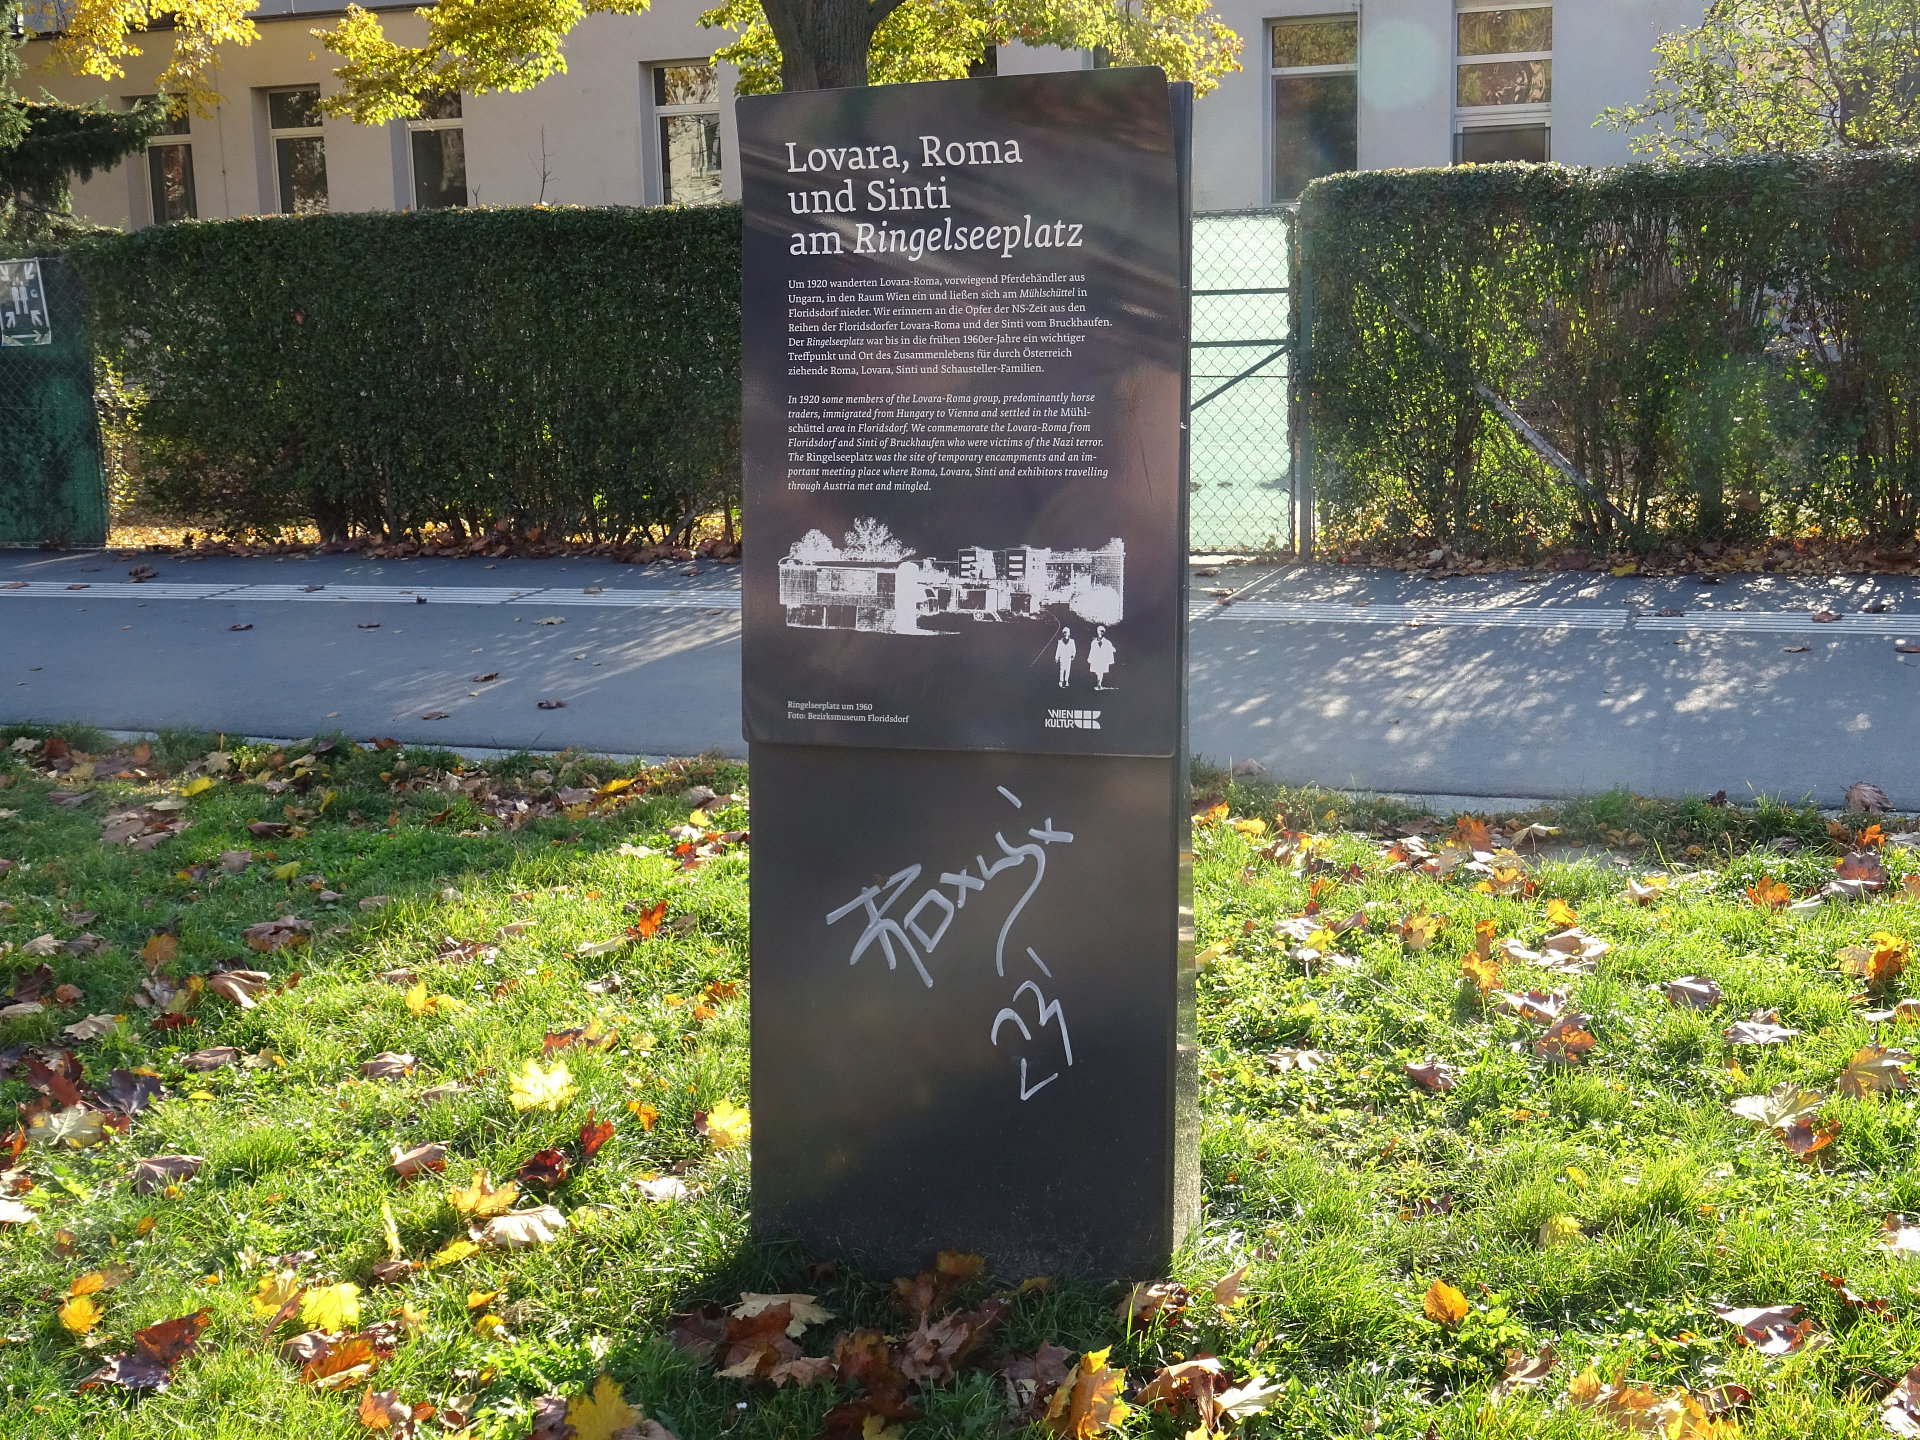 Lovara, Roma
und Sinti
am Ringelseeplatz
Um 1920 wanderten Lovara-Roma, vorwiegend Pferdehändler aus
Ungarn, in den Raum Wien ein und ließen sich am Mühlschüttel in
Floridsdorf nieder. Wir erinnern an die Opfer der NS-Zeit aus den
Reihen der Floridsdorfer Lovara-Roma und der Sinti vom Bruckhaufen.
Der Ringelseeplatz war bis in die frühen 1960er-Jahre ein wichtiger
Treffpunkt und Ort des Zusammenlebens für durch Österreich
ziehende Roma, Lovara, Sinti und Schausteller-Familien.
In 1920 some members of the Lovara-Roma group, predominantly horse
traders, immigrated from Hungary to Vienna and settled in the Mühl-
schüttel area in Floridsdorf. We commemorate the Lovara-Roma from
Floridsdorf and Sinti of Bruckhaufen who were victims of the Nazi terror.
The Ringelseeplatz was the site of temporary encampments and an im-
portant meeting place where Roma, Lovara, Sinti and exhibitors travelling
through Austria met and mingled.
Ringelseeplatz um 1960
Foto: Bezirksmuseum Floridsdorf
WIEN
KULTUR